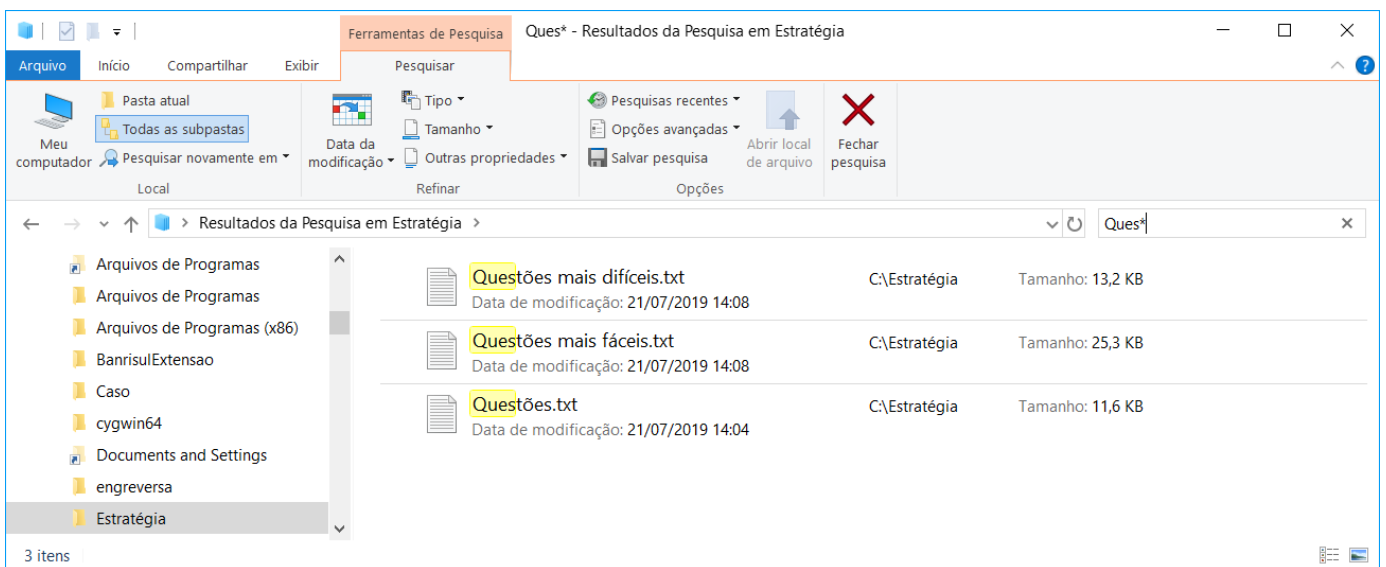 Ferramentas de Pesquisa
Ques* - Resultados da Pesquisa em Estratégia
Arquivo Início Compartilhar Exibir Pesquisar
Meu computador
Pasta atual
Todas as subpastas
Pesquisar novamente em
Local
Data da modificação
Tipo
Tamanho
Outras propriedades
Refinar
Pesquisas recentes
Opções avançadas
Salvar pesquisa
Abrir local de arquivo
Opções
Fechar pesquisa
Resultados da Pesquisa em Estratégia
Ques*
Arquivos de Programas
Arquivos de Programas
Arquivos de Programas (x86)
BanrisulExtensao
Caso
cygwin64
Documents and Settings
engreversa
Estratégia
Questões mais difíceis.txt C:\Estratégia Tamanho: 13,2 KB
Data de modificação: 21/07/2019 14:08
Questões mais fáceis.txt C:\Estratégia Tamanho: 25,3 KB
Data de modificação: 21/07/2019 14:08
Questões.txt C:\Estratégia Tamanho: 11,6 KB
Data de modificação: 21/07/2019 14:04
3 itens